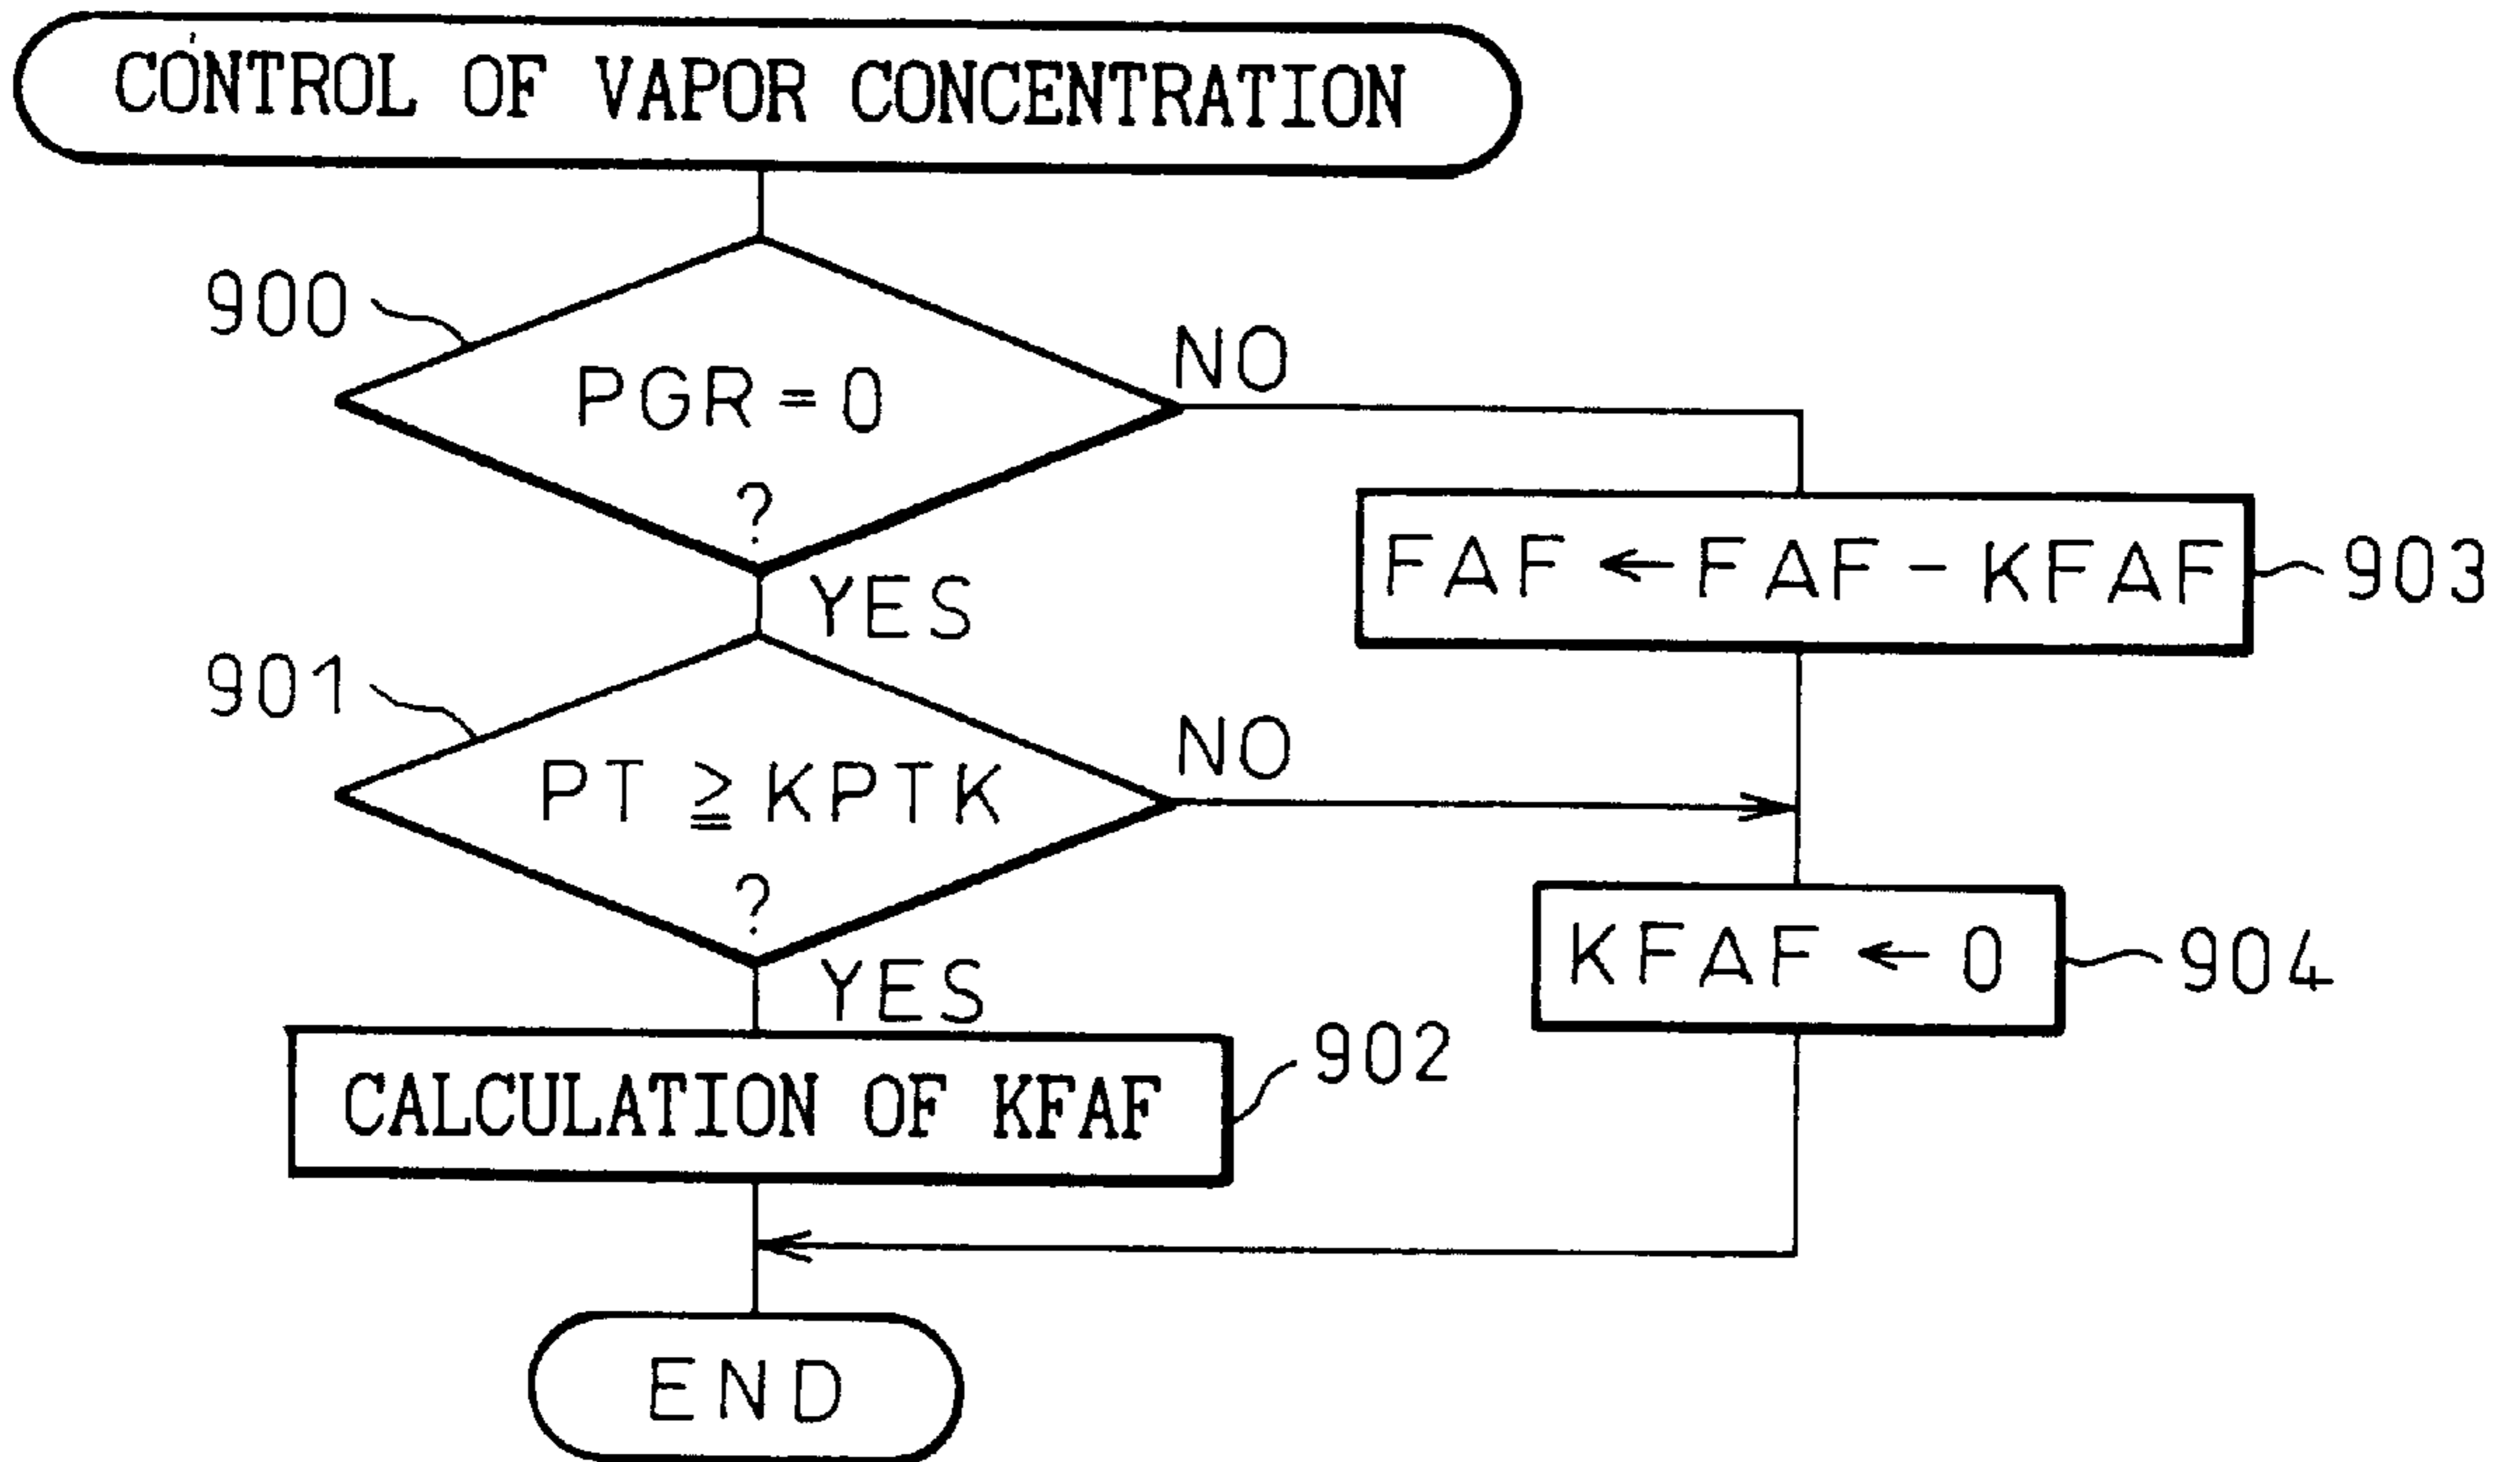 CONTROL OF VAPOR CONCENTRATION
900
PGR=0
?
NO
YES
FAF ← FAF - KFAF
903
901
PT ≧ KPTK
?
NO
YES
KFAF ← 0
904
CALCULATION OF KFAF
902
END